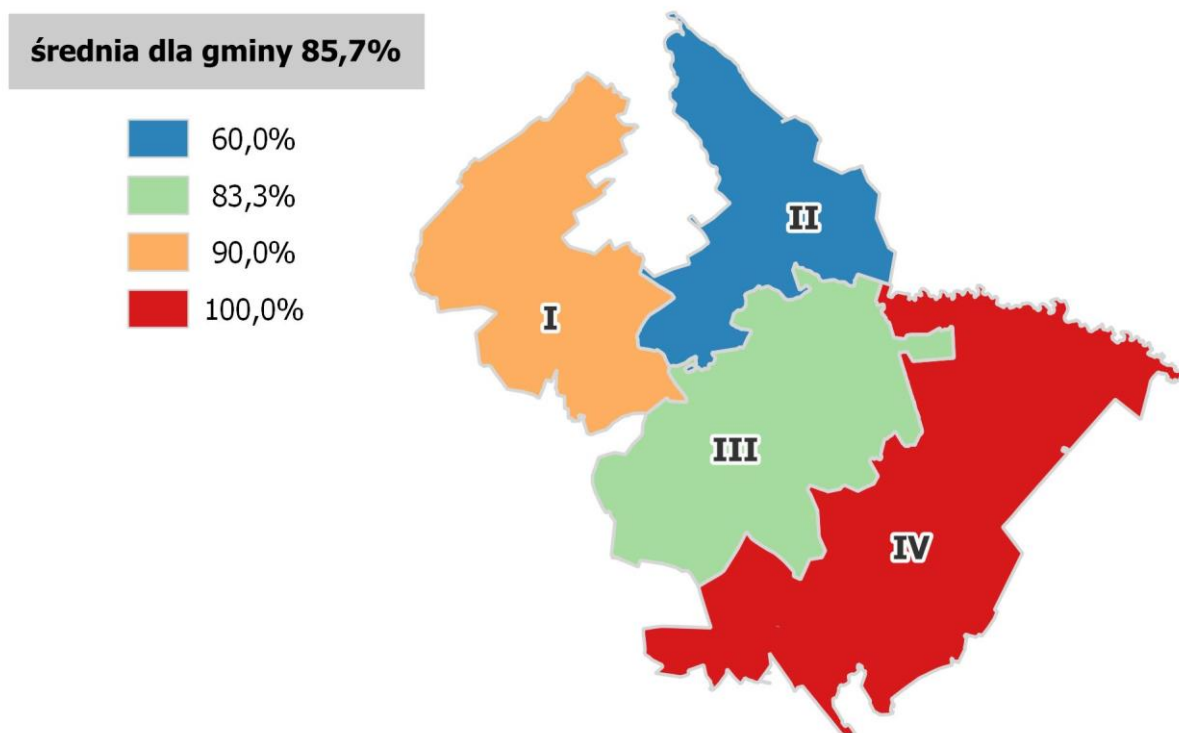 średnia dla gminy 85,7%
60,0%
83,3%
90,0%
100,0%
II
I
III
IV